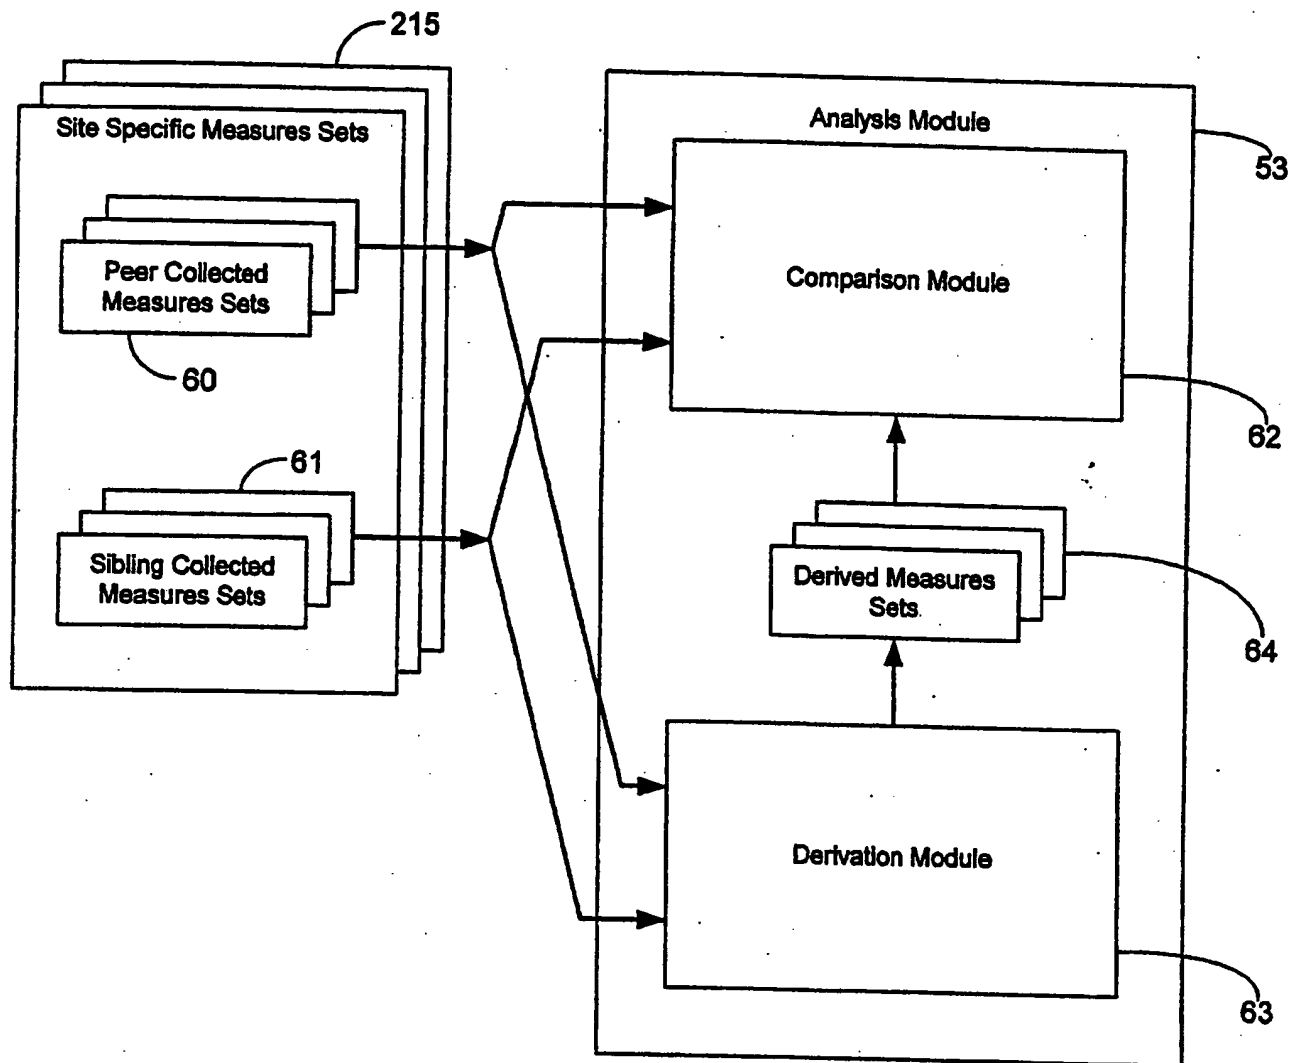 215
Site Specific Measures Sets
Analysis Module
53
Peer Collected
Measures Sets
60
Comparison Module
62
61
Sibling Collected
Measures Sets
Derived Measures
Sets
64
Derivation Module
63